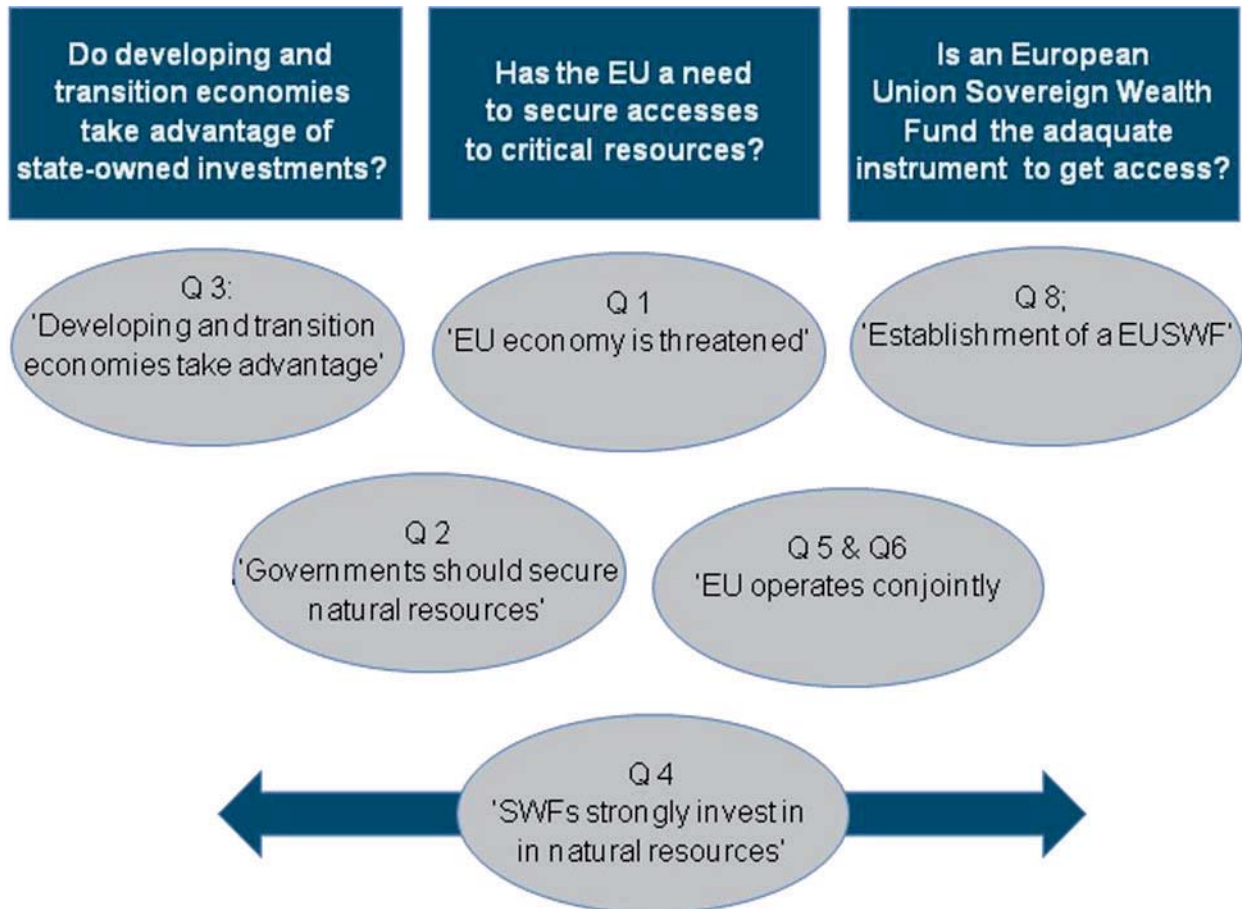 Do developing and
transition economies
take advantage of
state-owned investments?
Has the EU a need
to secure accesses
to critical resources?
Is an European
Union Sovereign Wealth
Fund the adaquate
instrument to get access?
Q 3:
'Developing and transition
economies take advantage'
Q 1
'EU economy is threatened'
Q 8;
'Establishment of a EUSWF'
Q 2
,'Governments should secure
natural resources'
Q 5 & Q6
'EU operates conjointly
Q 4
'SWFs strongly invest in
in natural resources'